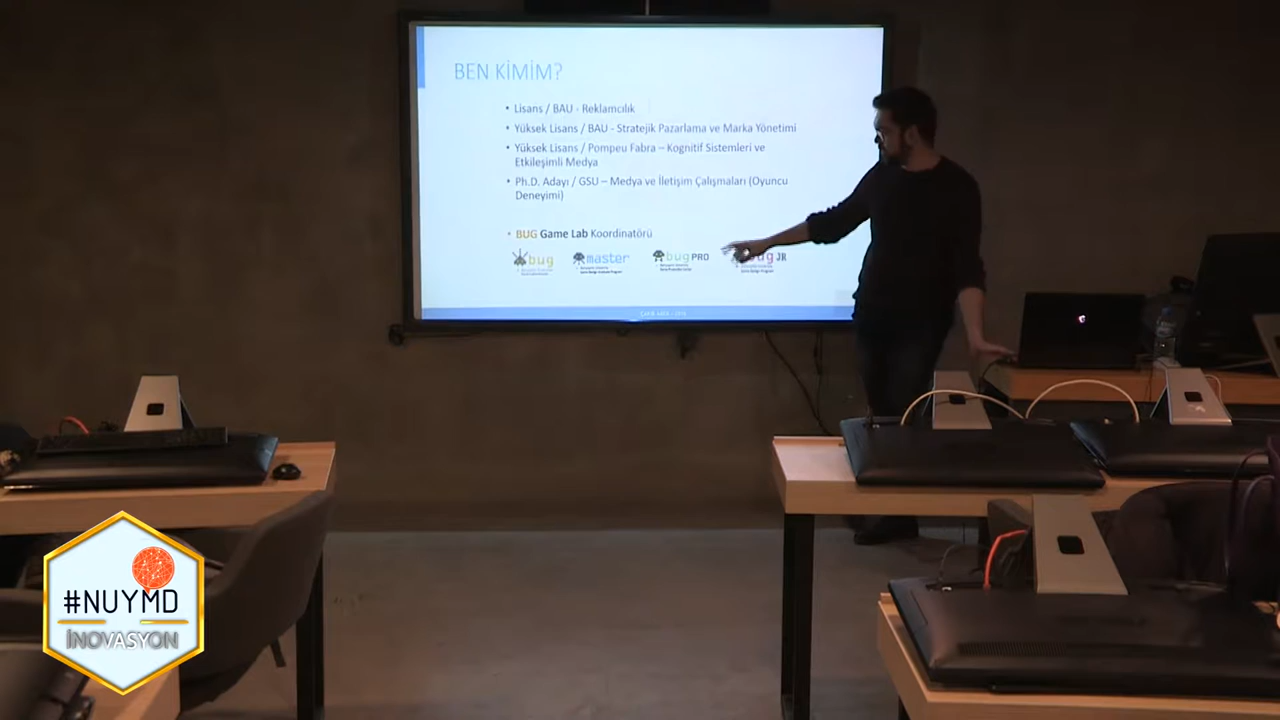 BEN KİMİM?
• Lisans / BAU - Reklamcılık
• Yüksek Lisans / BAU - Stratejik Pazarlama ve Marka Yönetimi
• Yüksek Lisans / Pompeu Fabra – Kognitif Sistemleri ve
Etkileşimli Medya
• Ph.D. Adayı / GSU – Medya ve İletişim Çalışmaları (Oyuncu
Deneyimi)
• BUG Game Lab Koordinatörü
bug master bug PRO bug JR
#NUYMD
İNOVASYON